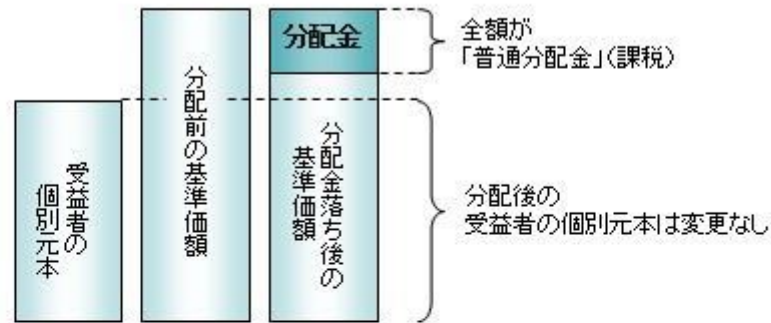 分配金
全額が
「普通分配金」(課税)
受益者の
個別元本
分配前の基準価額
分配金落ち後の
基準価額
分配後の
受益者の個別元本は変更なし